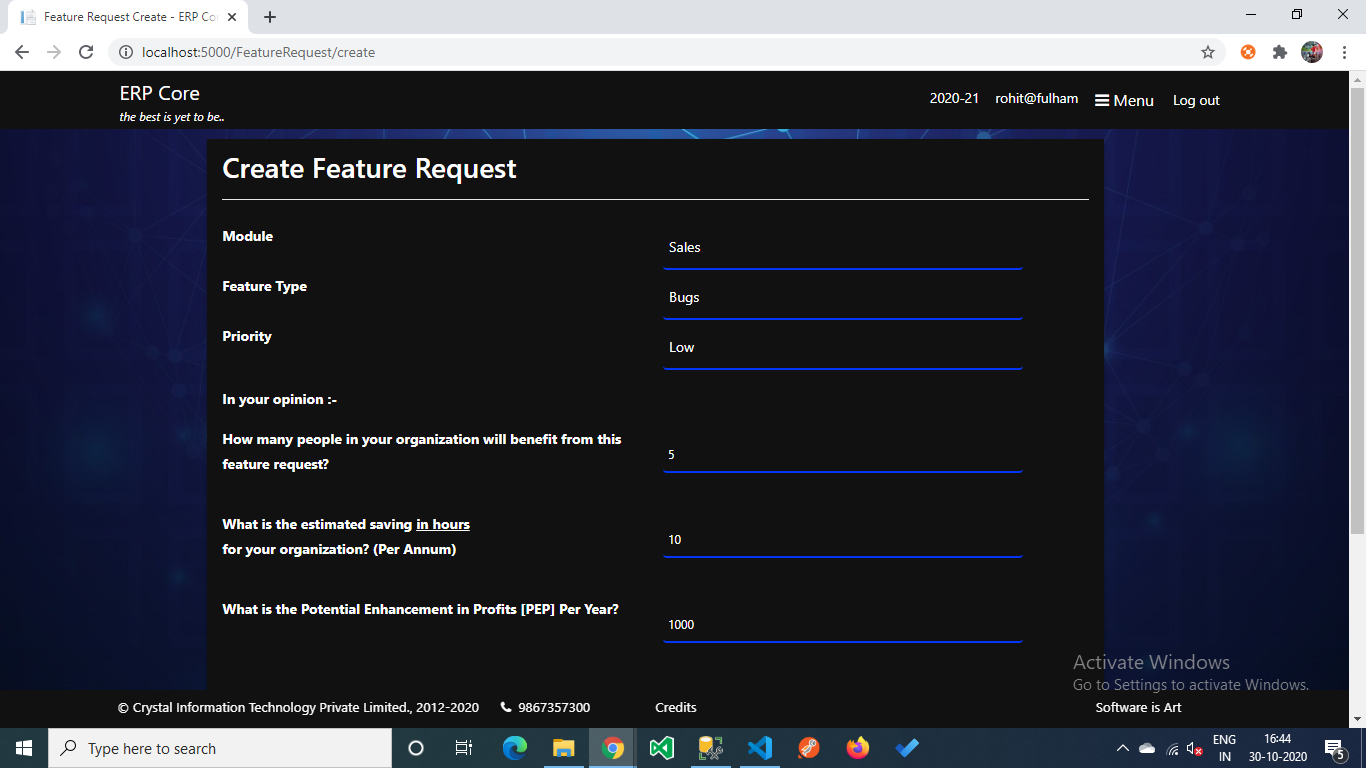 Feature Request Create - ERP Co
localhost:5000/FeatureRequest/create
ERP Core
the best is yet to be..
2020-21 rohit@fulham Menu Log out
Create Feature Request
Module
Sales
Feature Type
Bugs
Priority
Low
In your opinion :-
How many people in your organization will benefit from this
feature request?
5
What is the estimated saving in hours
for your organization? (Per Annum)
10
What is the Potential Enhancement in Profits [PEP] Per Year?
1000
Activate Windows
Go to Settings to activate Windows.
© Crystal Information Technology Private Limited., 2012-2020 9867357300 Credits Software is Art
Type here to search
ENG
IN
16:44
30-10-2020
5